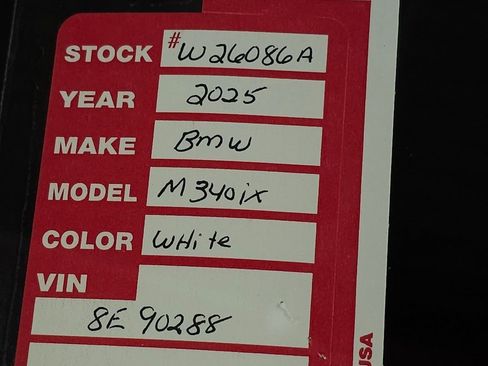 STOCK #W26086A
YEAR 2025
MAKE Bmw
MODEL M340ix
COLOR WHite
VIN
8E90288
USA